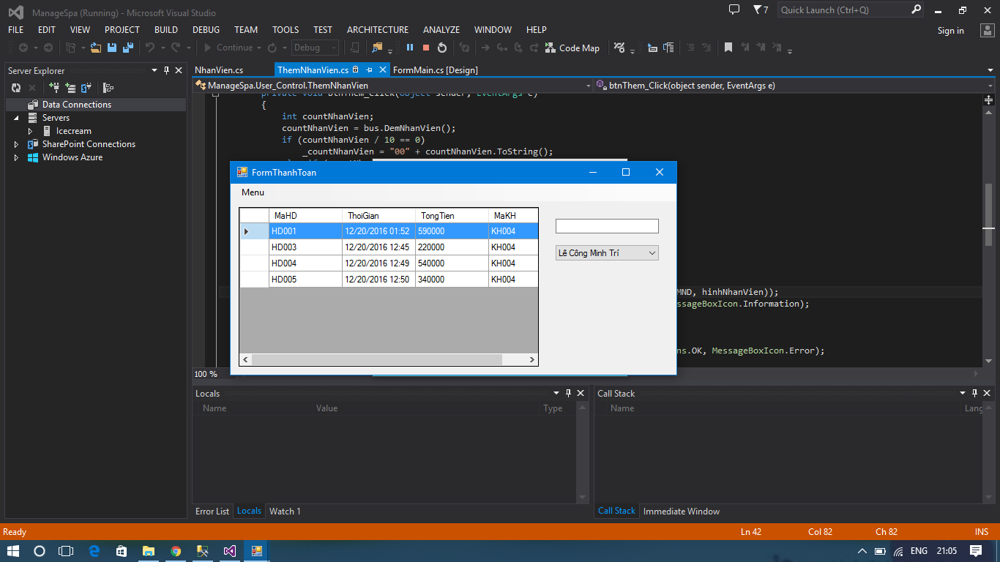 ManageSpa (Running) - Microsoft Visual Studio
7
Quick Launch (Ctrl+Q)
FILE EDIT VIEW PROJECT BUILD DEBUG TEAM TOOLS TEST ARCHITECTURE ANALYZE WINDOW HELP
Sign in
Continue
Debug
Code Map
Server Explorer
Data Connections
Servers
Icecream
SharePoint Connections
Windows Azure
NhanVien.cs
ThemNhanVien.cs
FormMain.cs [Design]
ManageSpa.User_Control.ThemNhanVien
btnThem_Click(object sender, EventArgs e)
private void btnThem_Click(object sender, EventArgs e)
{
int countNhanVien;
countNhanVien = bus.DemNhanVien();
if (countNhanVien / 10 == 0)
_countNhanVien = "00" + countNhanVien.ToString();
FormThanhToan
Menu
MaHD ThoiGian TongTien MaKH
HD001 12/20/2016 01:52 590000 KH004
HD003 12/20/2016 12:45 220000 KH004
HD004 12/20/2016 12:49 540000 KH004
HD005 12/20/2016 12:50 340000 KH004
Lê Công Minh Trí
MND, hinhNhanVien));
ssageBoxIcon.Information);
ns.OK, MessageBoxIcon.Error);
100 %
Locals
Name Value Type
Error List Locals Watch 1
Call Stack
Name Lang
Call Stack Immediate Window
Ready
Ln 42 Col 82 Ch 82 INS
ENG 21:05